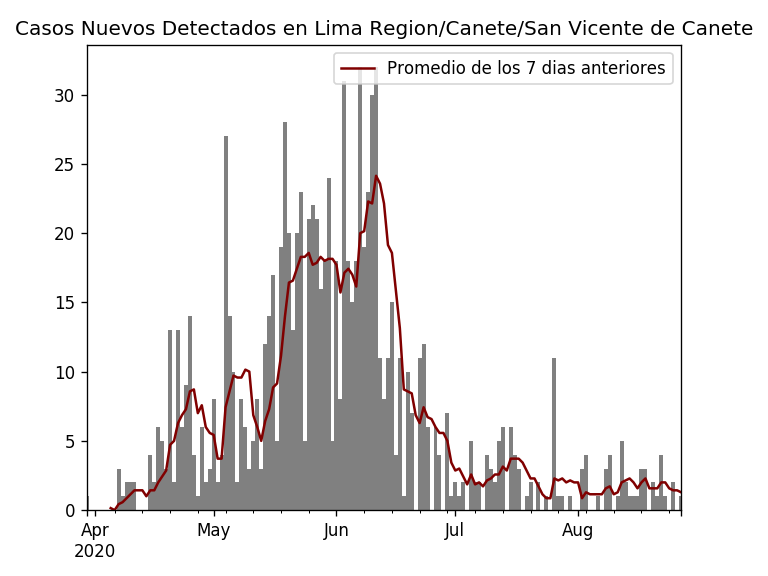 Casos Nuevos Detectados en Lima Region/Canete/San Vicente de Canete
Promedio de los 7 dias anteriores
30
25
20
15
10
5
0
Apr May Jun Jul Aug
2020